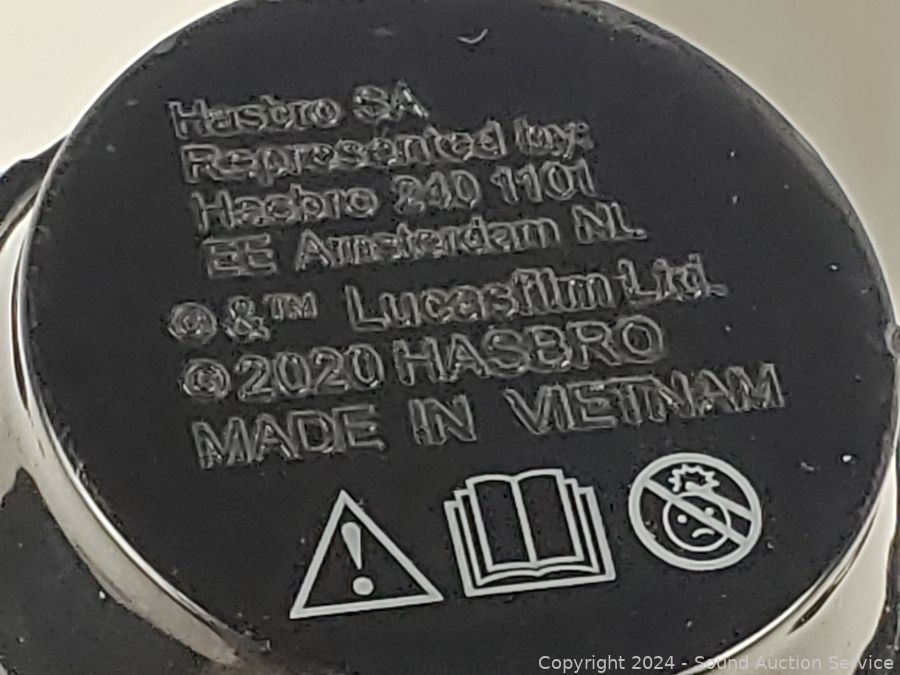 Hasbro SA
Represented by:
Hasbro 240 1101
EE Amsterdam NL
© &™ Lucasfilm Ltd.
© 2020 HASBRO
MADE IN VIETNAM
Copyright 2024 - Sound Auction Service